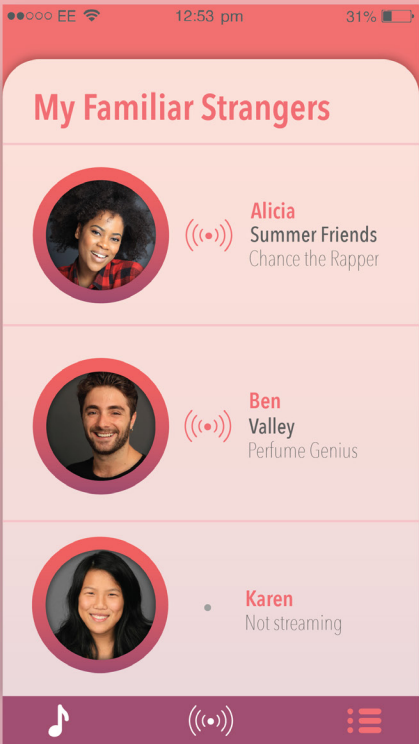 EE 12:53 pm 31%
My Familiar Strangers
Alicia
Summer Friends
Chance the Rapper
Ben
Valley
Perfume Genius
Karen
Not streaming